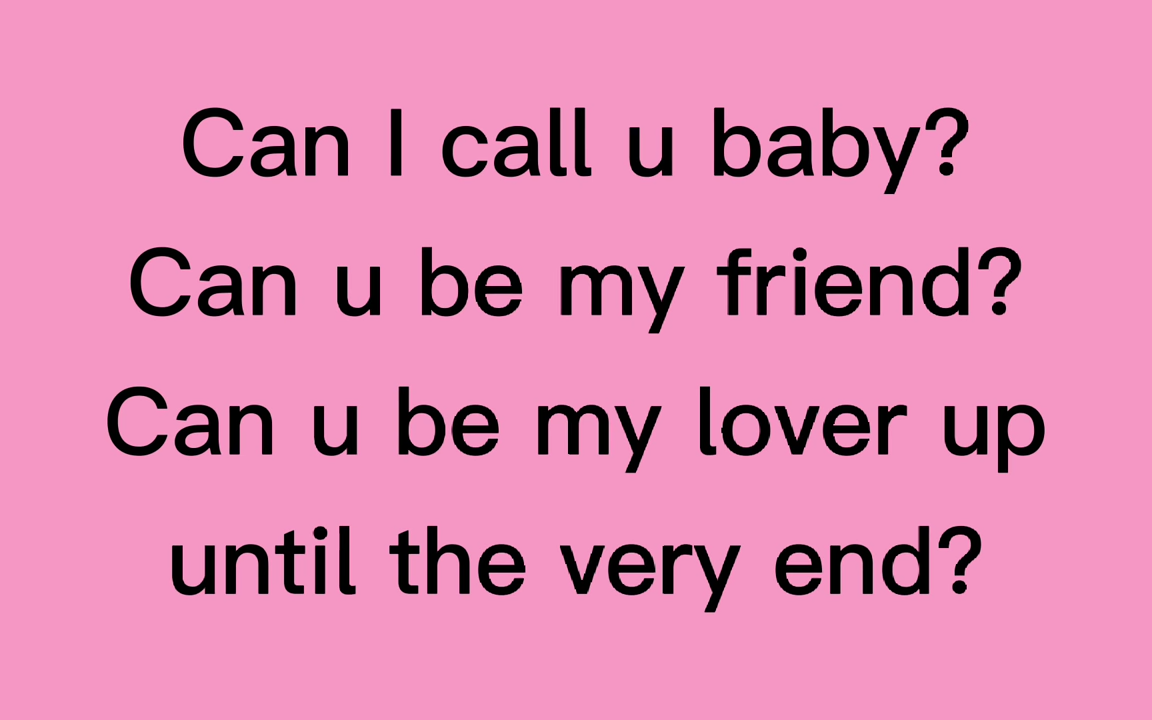 Can I call u baby?
Can u be my friend?
Can u be my lover up
until the very end?